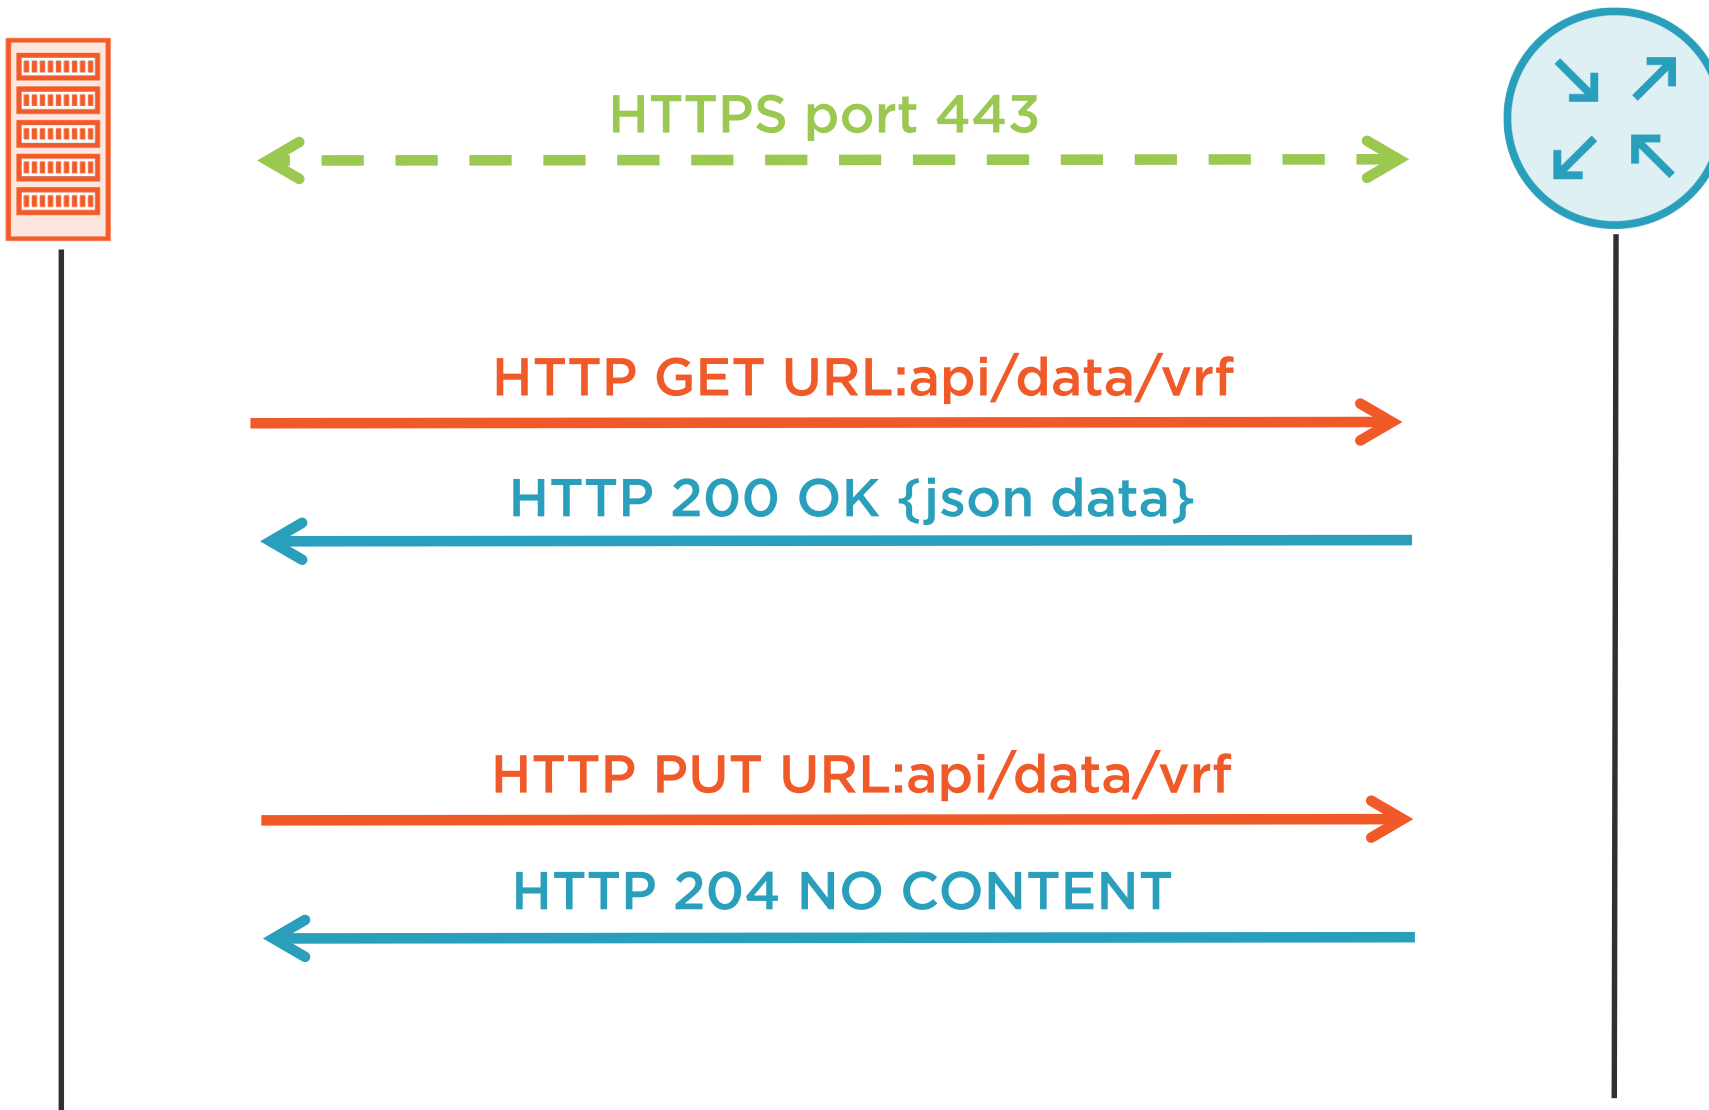 HTTPS port 443
HTTP GET URL:api/data/vrf
HTTP 200 OK {json data}
HTTP PUT URL:api/data/vrf
HTTP 204 NO CONTENT